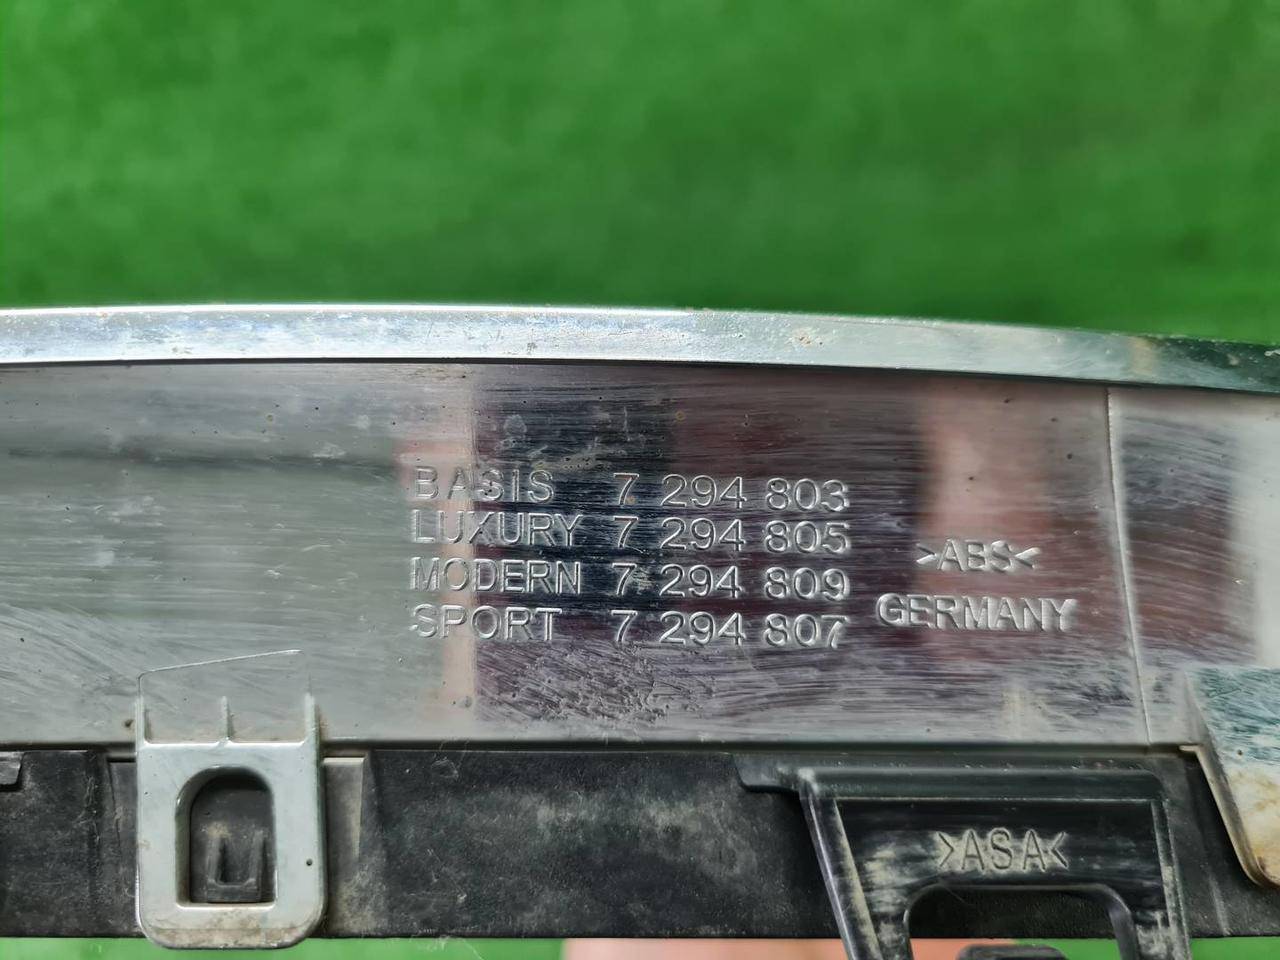 BASIS 7 294 803
LUXURY 7 294 805
MODERN 7 294 809
SPORT 7 294 807
>ABS<
GERMANY
>ASA<